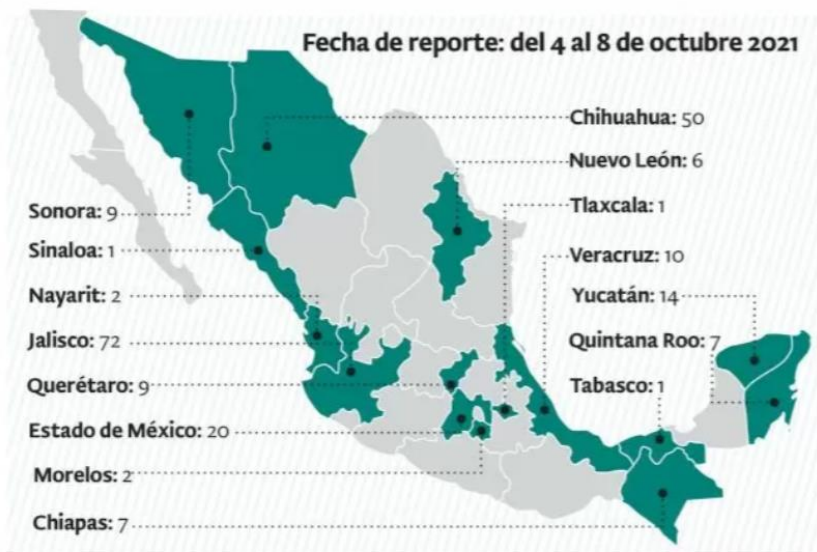 Fecha de reporte: del 4 al 8 de octubre 2021
Chihuahua: 50
Nuevo León: 6
Tlaxcala: 1
Veracruz: 10
Yucatán: 14
Quintana Roo: 7
Tabasco: 1
Sonora: 9
Sinaloa: 1
Nayarit: 2
Jalisco: 72
Querétaro: 9
Estado de México: 20
Morelos: 2
Chiapas: 7